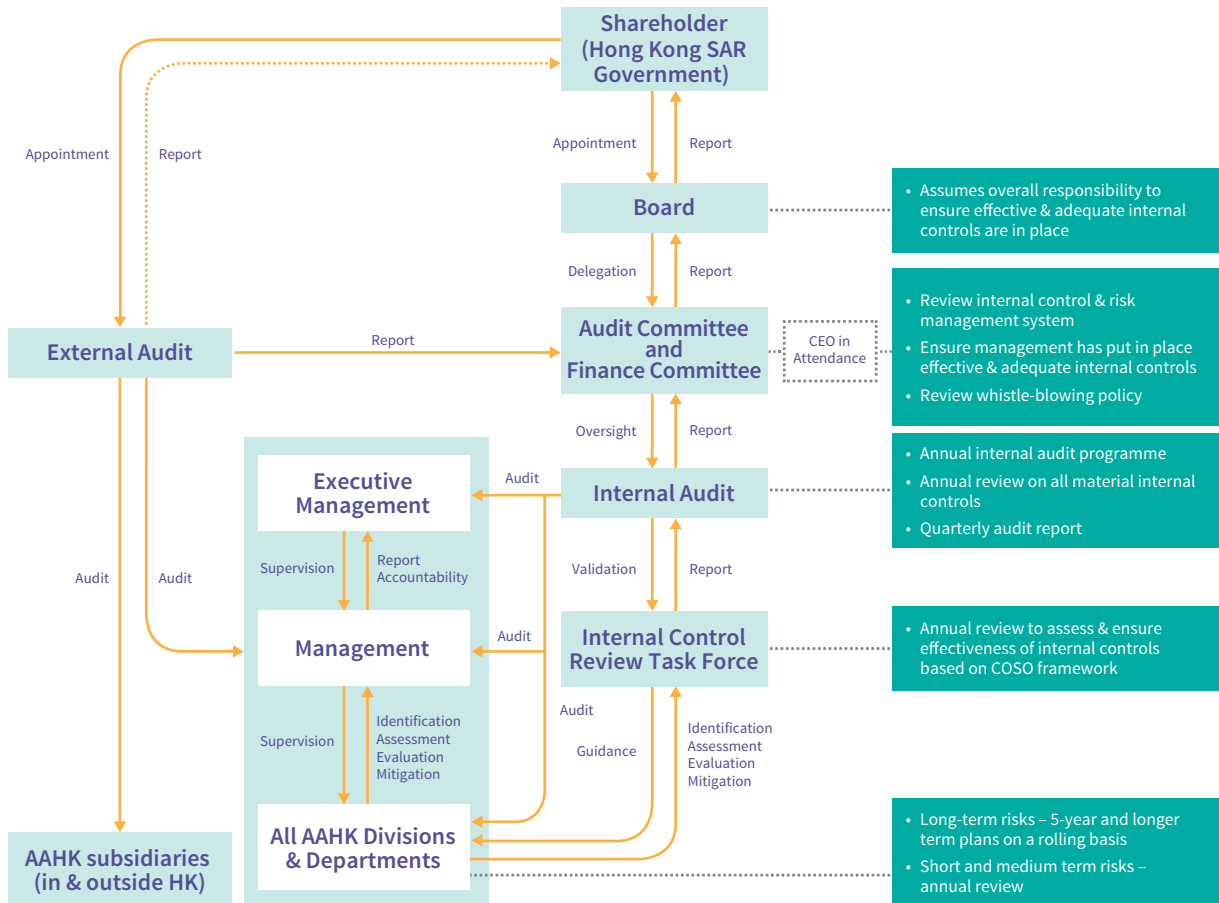 Shareholder
(Hong Kong SAR
Government)
Appointment
Report
Appointment
Report
Board
• Assumes overall responsibility to
ensure effective & adequate internal
controls are in place
Delegation
Report
External Audit
Report
Audit Committee
and
Finance Committee
CEO in
Attendance
• Review internal control & risk
management system
• Ensure management has put in place
effective & adequate internal controls
• Review whistle-blowing policy
Oversight
Report
Executive
Management
Audit
Internal Audit
• Annual internal audit programme
• Annual review on all material internal
controls
• Quarterly audit report
Audit
Audit
Supervision
Report
Accountability
Validation
Report
Management
Audit
Internal Control
Review Task Force
• Annual review to assess & ensure
effectiveness of internal controls
based on COSO framework
Supervision
Identification
Assessment
Evaluation
Mitigation
Audit
Guidance
Identification
Assessment
Evaluation
Mitigation
AAHK subsidiaries
(in & outside HK)
All AAHK Divisions
& Departments
• Long-term risks – 5-year and longer
term plans on a rolling basis
• Short and medium term risks –
annual review